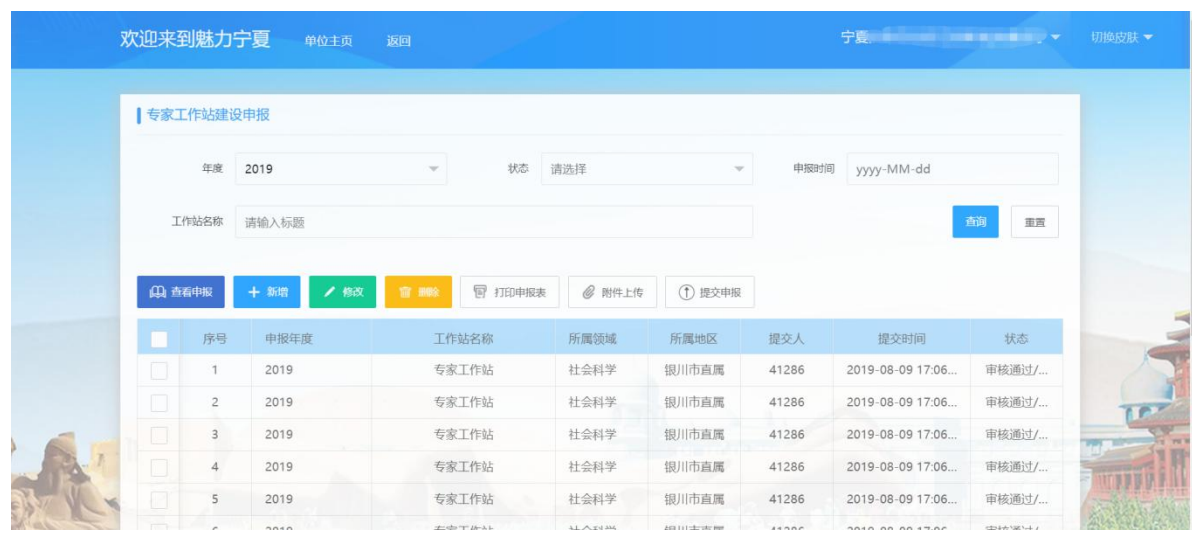 欢迎来到魅力宁夏 单位主页 返回 宁夏 切换皮肤
专家工作站建设申报
年度 2019 状态 请选择 申报时间 yyyy-MM-dd
工作站名称 请输入标题 查询 重置
查看申报 新增 修改 删除 打印申报表 附件上传 提交申报
序号 申报年度 工作站名称 所属领域 所属地区 提交人 提交时间 状态
1 2019 专家工作站 社会科学 银川市直属 41286 2019-08-09 17:06... 审核通过/...
2 2019 专家工作站 社会科学 银川市直属 41286 2019-08-09 17:06... 审核通过/...
3 2019 专家工作站 社会科学 银川市直属 41286 2019-08-09 17:06... 审核通过/...
4 2019 专家工作站 社会科学 银川市直属 41286 2019-08-09 17:06... 审核通过/...
5 2019 专家工作站 社会科学 银川市直属 41286 2019-08-09 17:06... 审核通过/...